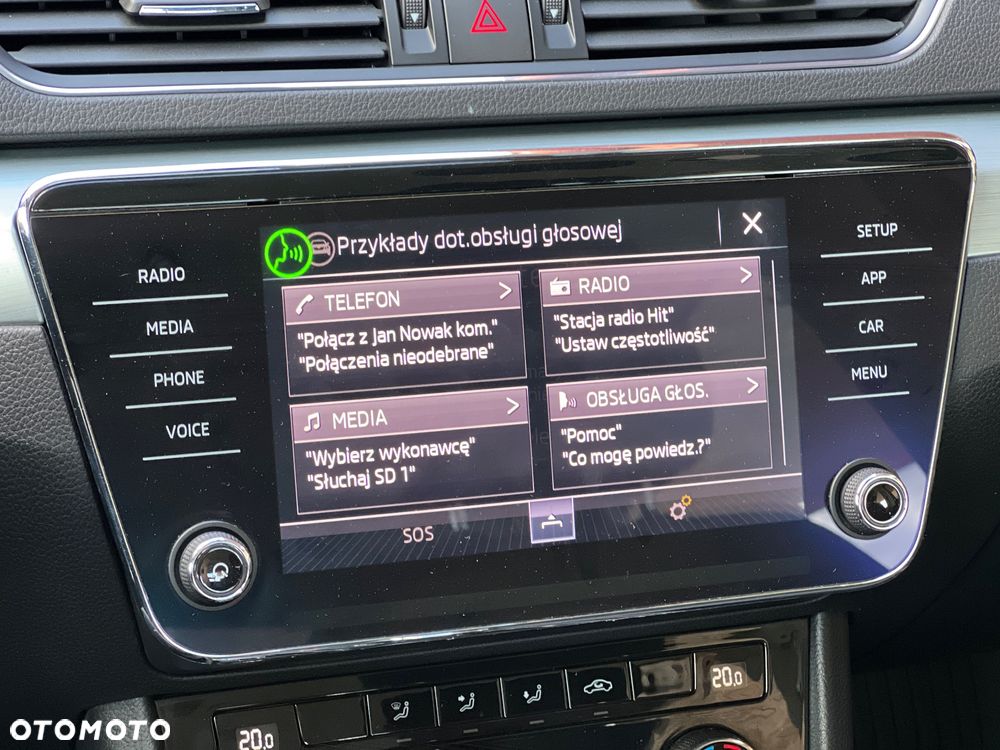 Przykłady dot.obsługi głosowej
RADIO
MEDIA
PHONE
VOICE
TELEFON
"Połącz z Jan Nowak kom."
"Połączenia nieodebrane"
RADIO
"Stacja radio Hit"
"Ustaw częstotliwość"
MEDIA
"Wybierz wykonawcę"
"Słuchaj SD 1"
OBSŁUGA GŁOS.
"Pomoc"
"Co mogę powiedz.?"
SOS
SETUP
APP
CAR
MENU
20.0
20.0
OTOMOTO